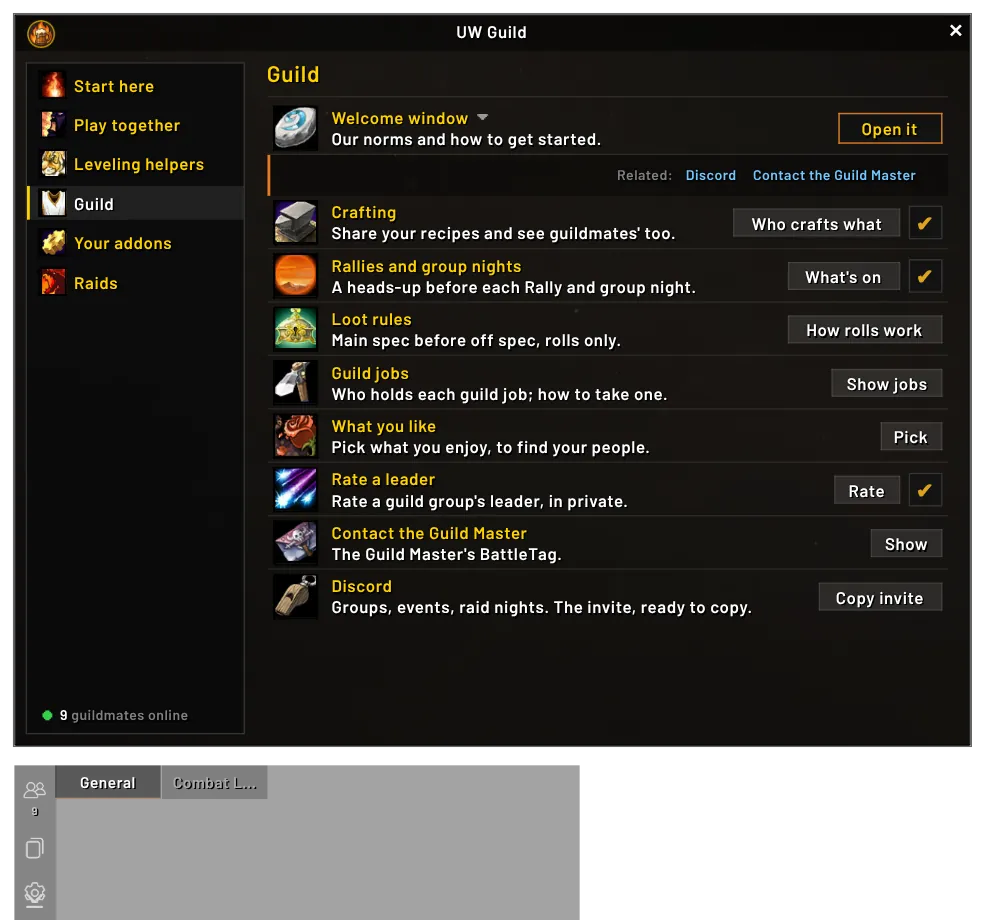 UW Guild
Start here
Play together
Leveling helpers
Guild
Your addons
Raids
9 guildmates online
Guild
Welcome window
Our norms and how to get started.
Open it
Related: Discord Contact the Guild Master
Crafting
Share your recipes and see guildmates' too.
Who crafts what
Rallies and group nights
A heads-up before each Rally and group night.
What's on
Loot rules
Main spec before off spec, rolls only.
How rolls work
Guild jobs
Who holds each guild job; how to take one.
Show jobs
What you like
Pick what you enjoy, to find your people.
Pick
Rate a leader
Rate a guild group's leader, in private.
Rate
Contact the Guild Master
The Guild Master's BattleTag.
Show
Discord
Groups, events, raid nights. The invite, ready to copy.
Copy invite
General
Combat L...
9